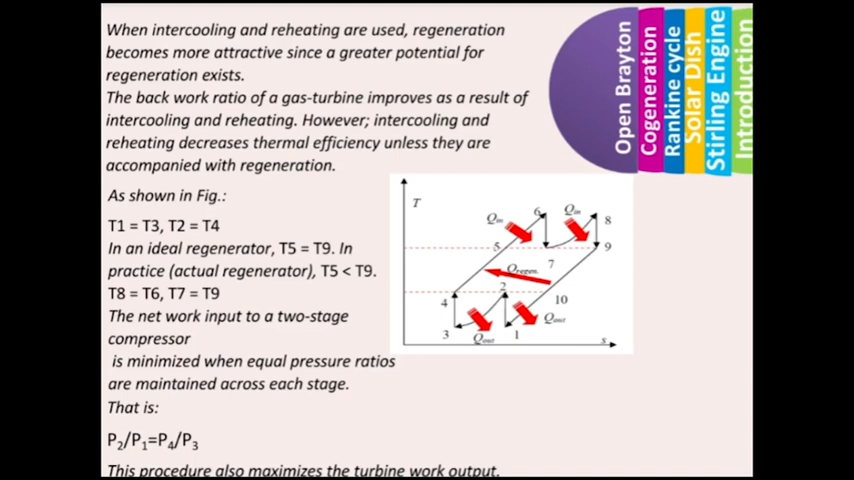 When intercooling and reheating are used, regeneration
becomes more attractive since a greater potential for
regeneration exists.
The back work ratio of a gas-turbine improves as a result of
intercooling and reheating. However; intercooling and
reheating decreases thermal efficiency unless they are
accompanied with regeneration.
As shown in Fig.:
T1 = T3, T2 = T4
In an ideal regenerator, T5 = T9. In
practice (actual regenerator), T5 < T9.
T8 = T6, T7 = T9
The net work input to a two-stage
compressor
is minimized when equal pressure ratios
are maintained across each stage.
That is:
P2/P1=P4/P3
This procedure also maximizes the turbine work output.
Open Brayton
Cogeneration
Rankine cycle
Solar Dish
Stirling Engine
Introduction
T
Qin
6
Qin
8
5
9
7
Qregen.
2
4
10
3
Qout
1
Qout
s